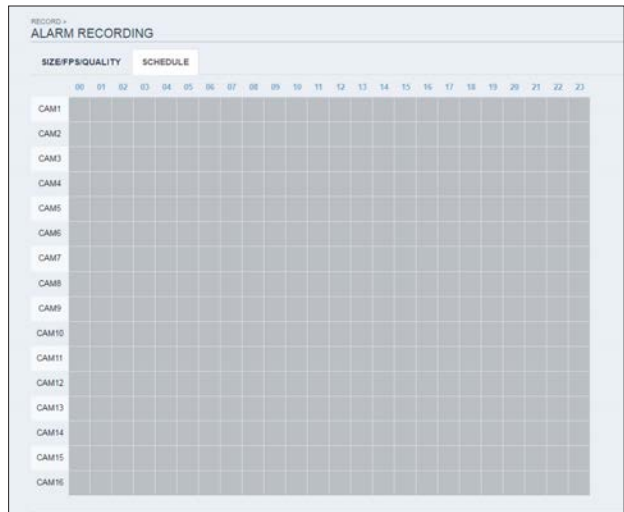 RECORD >
ALARM RECORDING
SIZE/FPS/QUALITY SCHEDULE
00 01 02 03 04 05 06 07 08 09 10 11 12 13 14 15 16 17 18 19 20 21 22 23
CAM1
CAM2
CAM3
CAM4
CAM5
CAM6
CAM7
CAM8
CAM9
CAM10
CAM11
CAM12
CAM13
CAM14
CAM15
CAM16